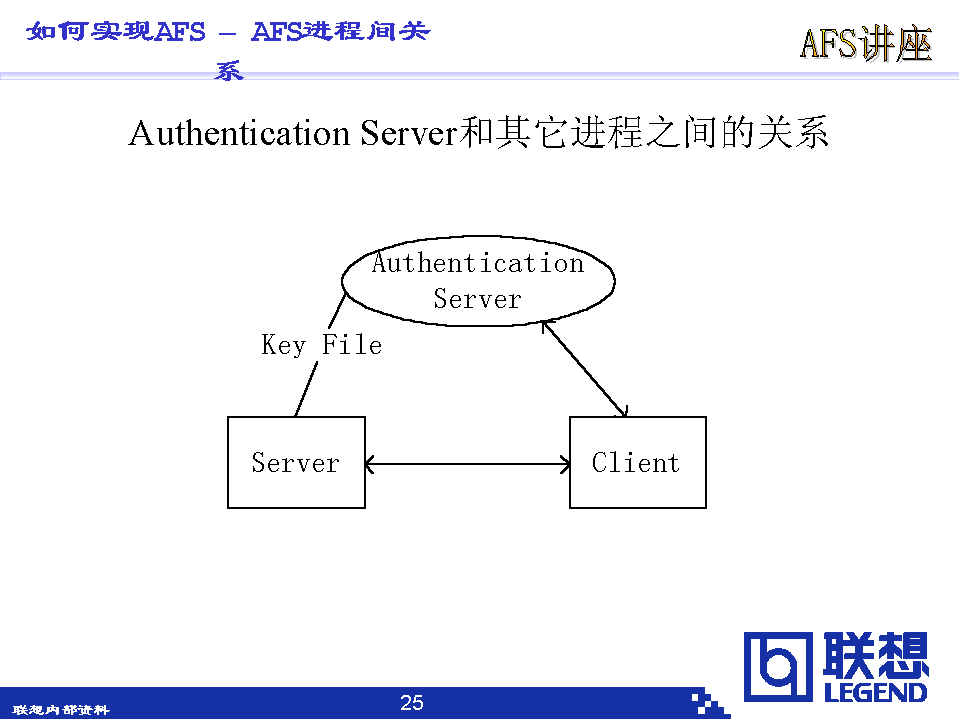 如何实现AFS – AFS进程间关
系
AFS讲座
Authentication Server和其它进程之间的关系
Authentication
Server
Key File
Server
Client
联想
LEGEND
联想内部资料
25